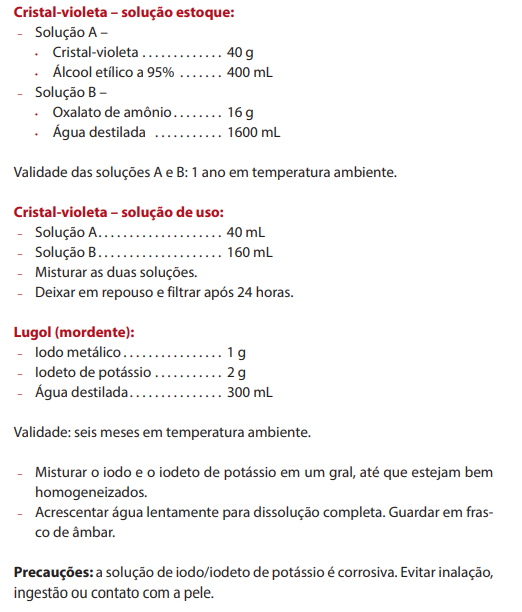 Cristal-violeta – solução estoque:
– Solução A –
• Cristal-violeta ............. 40 g
• Álcool etílico a 95% ....... 400 mL
– Solução B –
• Oxalato de amônio........ 16 g
• Água destilada ........... 1600 mL
Validade das soluções A e B: 1 ano em temperatura ambiente.
Cristal-violeta – solução de uso:
– Solução A.................... 40 mL
– Solução B.................... 160 mL
– Misturar as duas soluções.
– Deixar em repouso e filtrar após 24 horas.
Lugol (mordente):
– Iodo metálico................ 1 g
– Iodeto de potássio ........... 2 g
– Água destilada............... 300 mL
Validade: seis meses em temperatura ambiente.
– Misturar o iodo e o iodeto de potássio em um gral, até que estejam bem
homogeneizados.
– Acrescentar água lentamente para dissolução completa. Guardar em fras-
co de âmbar.
Precauções: a solução de iodo/iodeto de potássio é corrosiva. Evitar inalação,
ingestão ou contato com a pele.